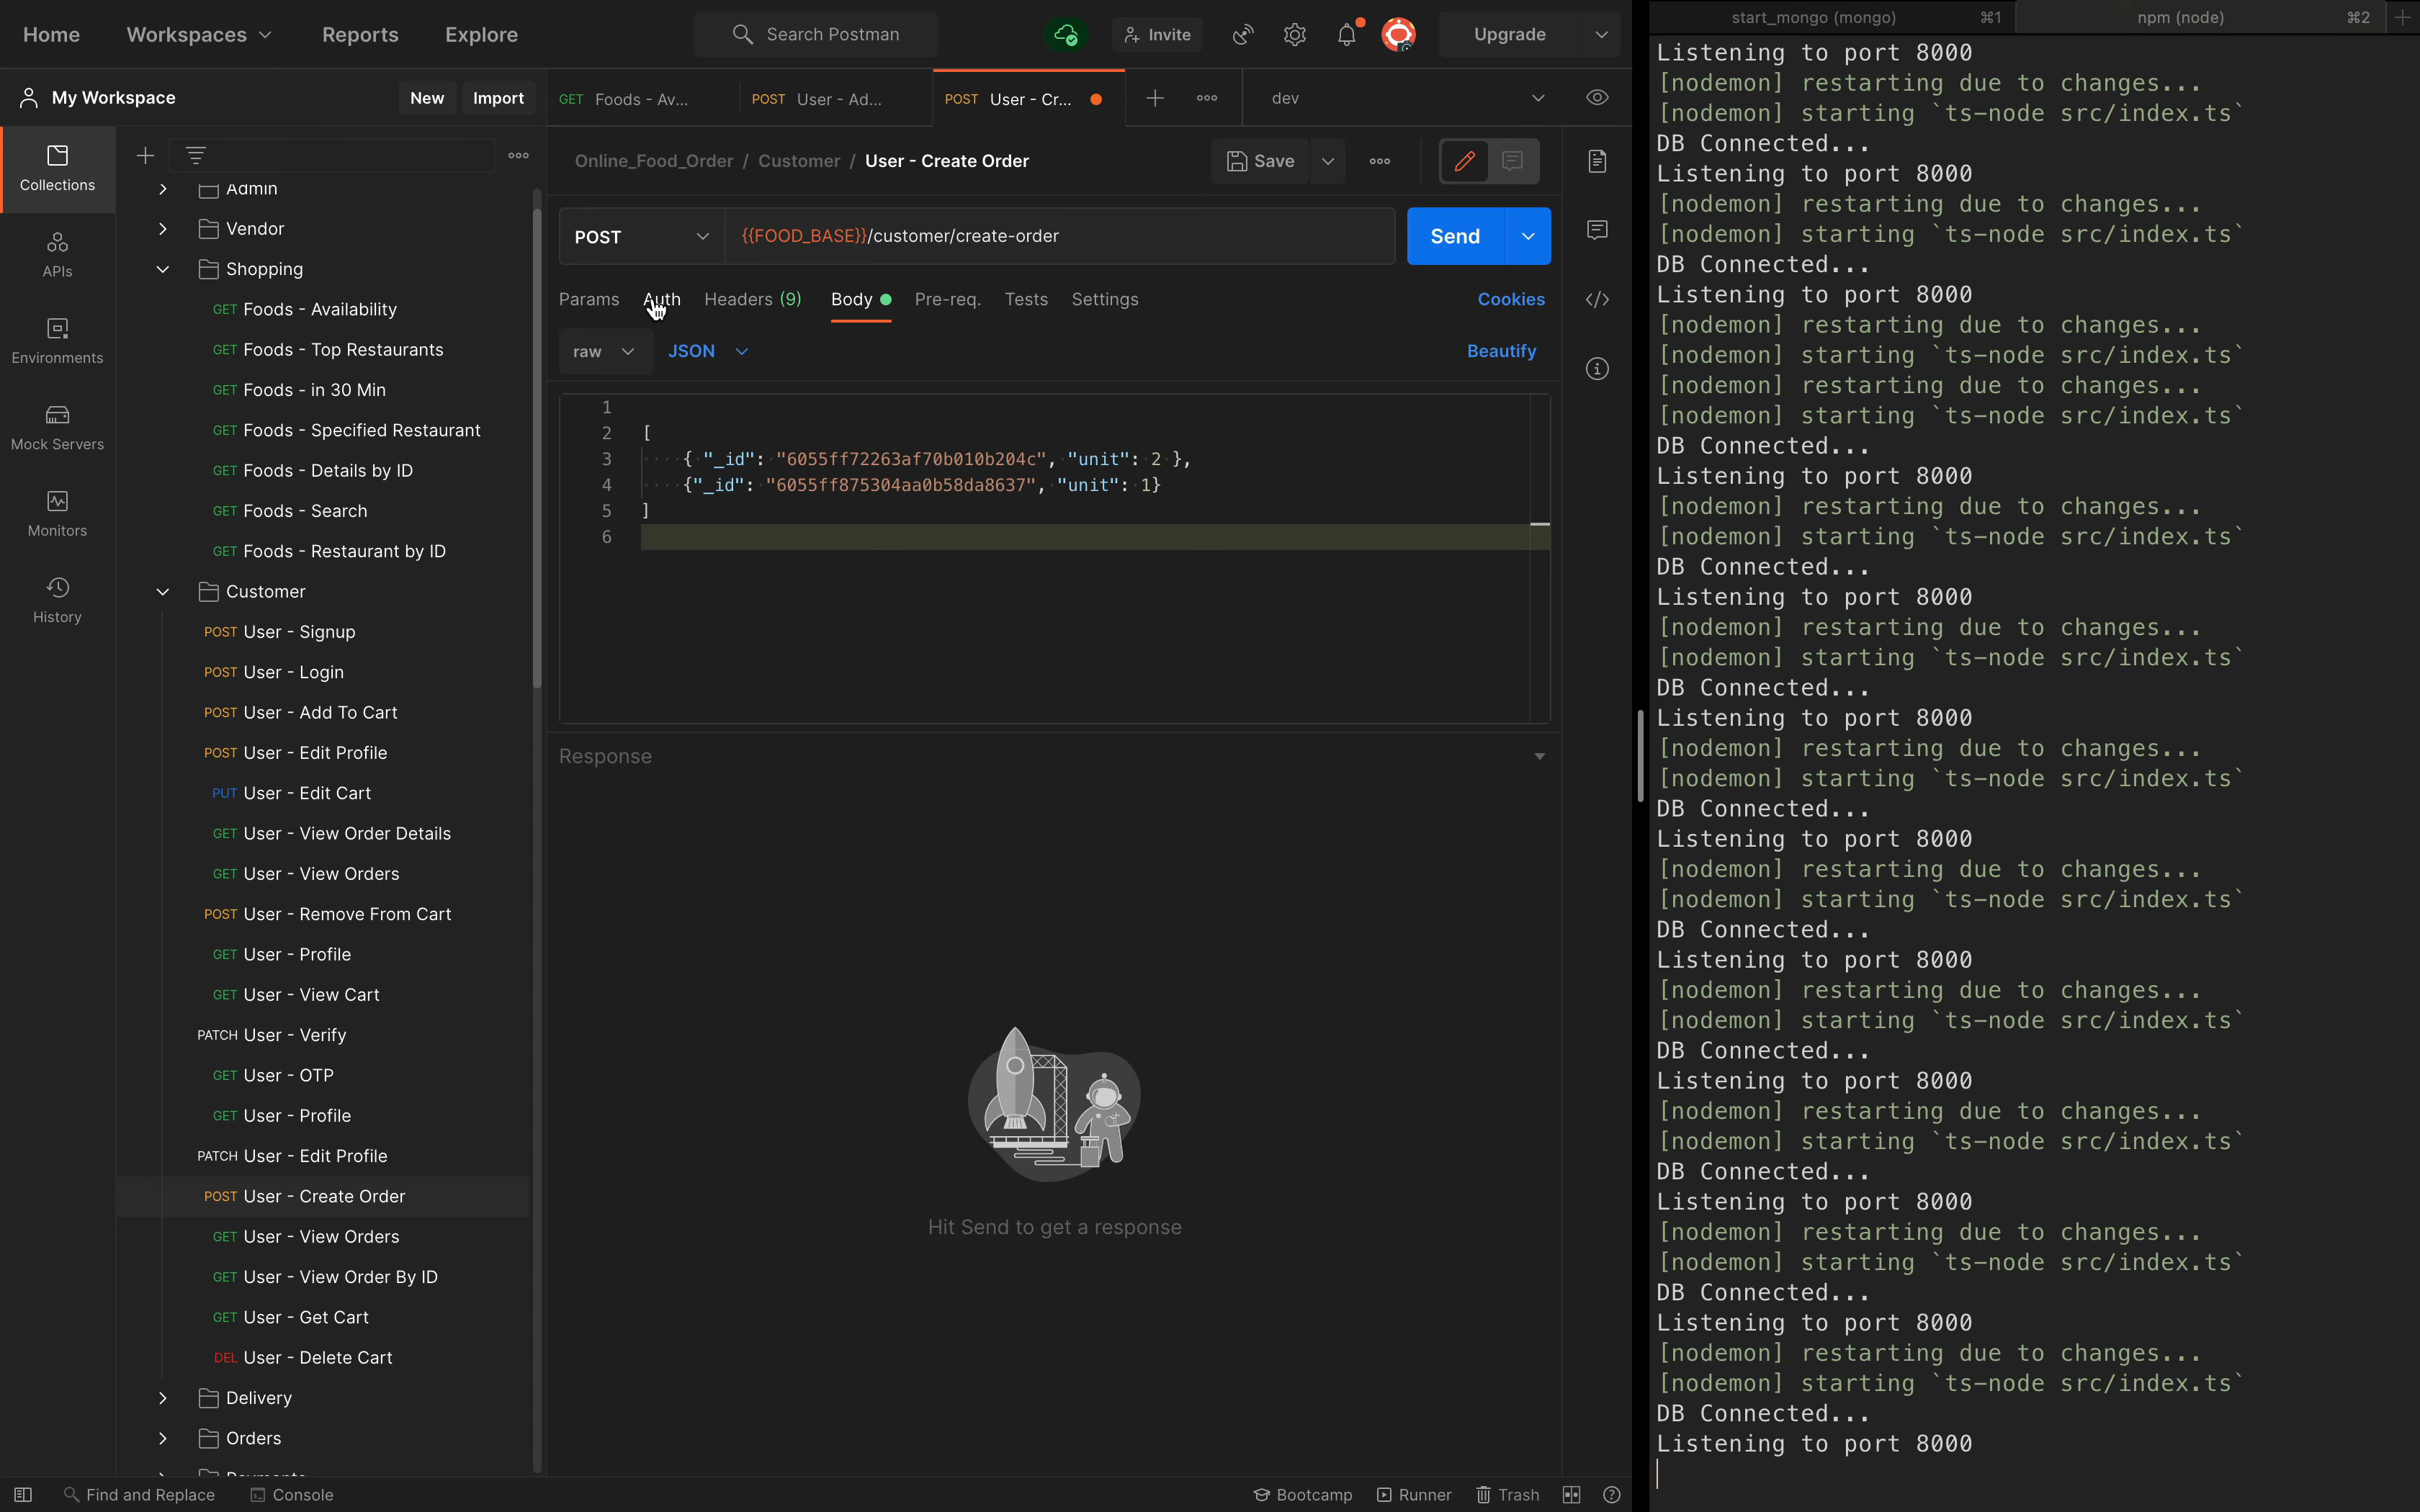 Home Workspaces Reports Explore Search Postman Invite Upgrade
My Workspace New Import
GET Foods - Av... POST User - Ad... POST User - Cr... dev
Collections
APIs
Environments
Mock Servers
Monitors
History
Admin
Vendor
Shopping
GET Foods - Availability
GET Foods - Top Restaurants
GET Foods - in 30 Min
GET Foods - Specified Restaurant
GET Foods - Details by ID
GET Foods - Search
GET Foods - Restaurant by ID
Customer
POST User - Signup
POST User - Login
POST User - Add To Cart
POST User - Edit Profile
PUT User - Edit Cart
GET User - View Order Details
GET User - View Orders
POST User - Remove From Cart
GET User - Profile
GET User - View Cart
PATCH User - Verify
GET User - OTP
GET User - Profile
PATCH User - Edit Profile
POST User - Create Order
GET User - View Orders
GET User - View Order By ID
GET User - Get Cart
DEL User - Delete Cart
Delivery
Orders
Online_Food_Order / Customer / User - Create Order Save
POST {{FOOD_BASE}}/customer/create-order Send
Params Auth Headers (9) Body Pre-req. Tests Settings Cookies
raw JSON Beautify
1
2 [
3 { "_id": "6055ff72263af70b010b204c", "unit": 2 },
4 {"_id": "6055ff875304aa0b58da8637", "unit": 1}
5 ]
6
Response
Hit Send to get a response
Find and Replace Console Bootcamp Runner Trash
start_mongo (mongo) ⌘1 npm (node) ⌘2
Listening to port 8000
[nodemon] restarting due to changes...
[nodemon] starting `ts-node src/index.ts`
DB Connected...
Listening to port 8000
[nodemon] restarting due to changes...
[nodemon] starting `ts-node src/index.ts`
DB Connected...
Listening to port 8000
[nodemon] restarting due to changes...
[nodemon] starting `ts-node src/index.ts`
[nodemon] restarting due to changes...
[nodemon] starting `ts-node src/index.ts`
DB Connected...
Listening to port 8000
[nodemon] restarting due to changes...
[nodemon] starting `ts-node src/index.ts`
DB Connected...
Listening to port 8000
[nodemon] restarting due to changes...
[nodemon] starting `ts-node src/index.ts`
DB Connected...
Listening to port 8000
[nodemon] restarting due to changes...
[nodemon] starting `ts-node src/index.ts`
DB Connected...
Listening to port 8000
[nodemon] restarting due to changes...
[nodemon] starting `ts-node src/index.ts`
DB Connected...
Listening to port 8000
[nodemon] restarting due to changes...
[nodemon] starting `ts-node src/index.ts`
DB Connected...
Listening to port 8000
[nodemon] restarting due to changes...
[nodemon] starting `ts-node src/index.ts`
DB Connected...
Listening to port 8000
[nodemon] restarting due to changes...
[nodemon] starting `ts-node src/index.ts`
DB Connected...
Listening to port 8000
[nodemon] restarting due to changes...
[nodemon] starting `ts-node src/index.ts`
DB Connected...
Listening to port 8000